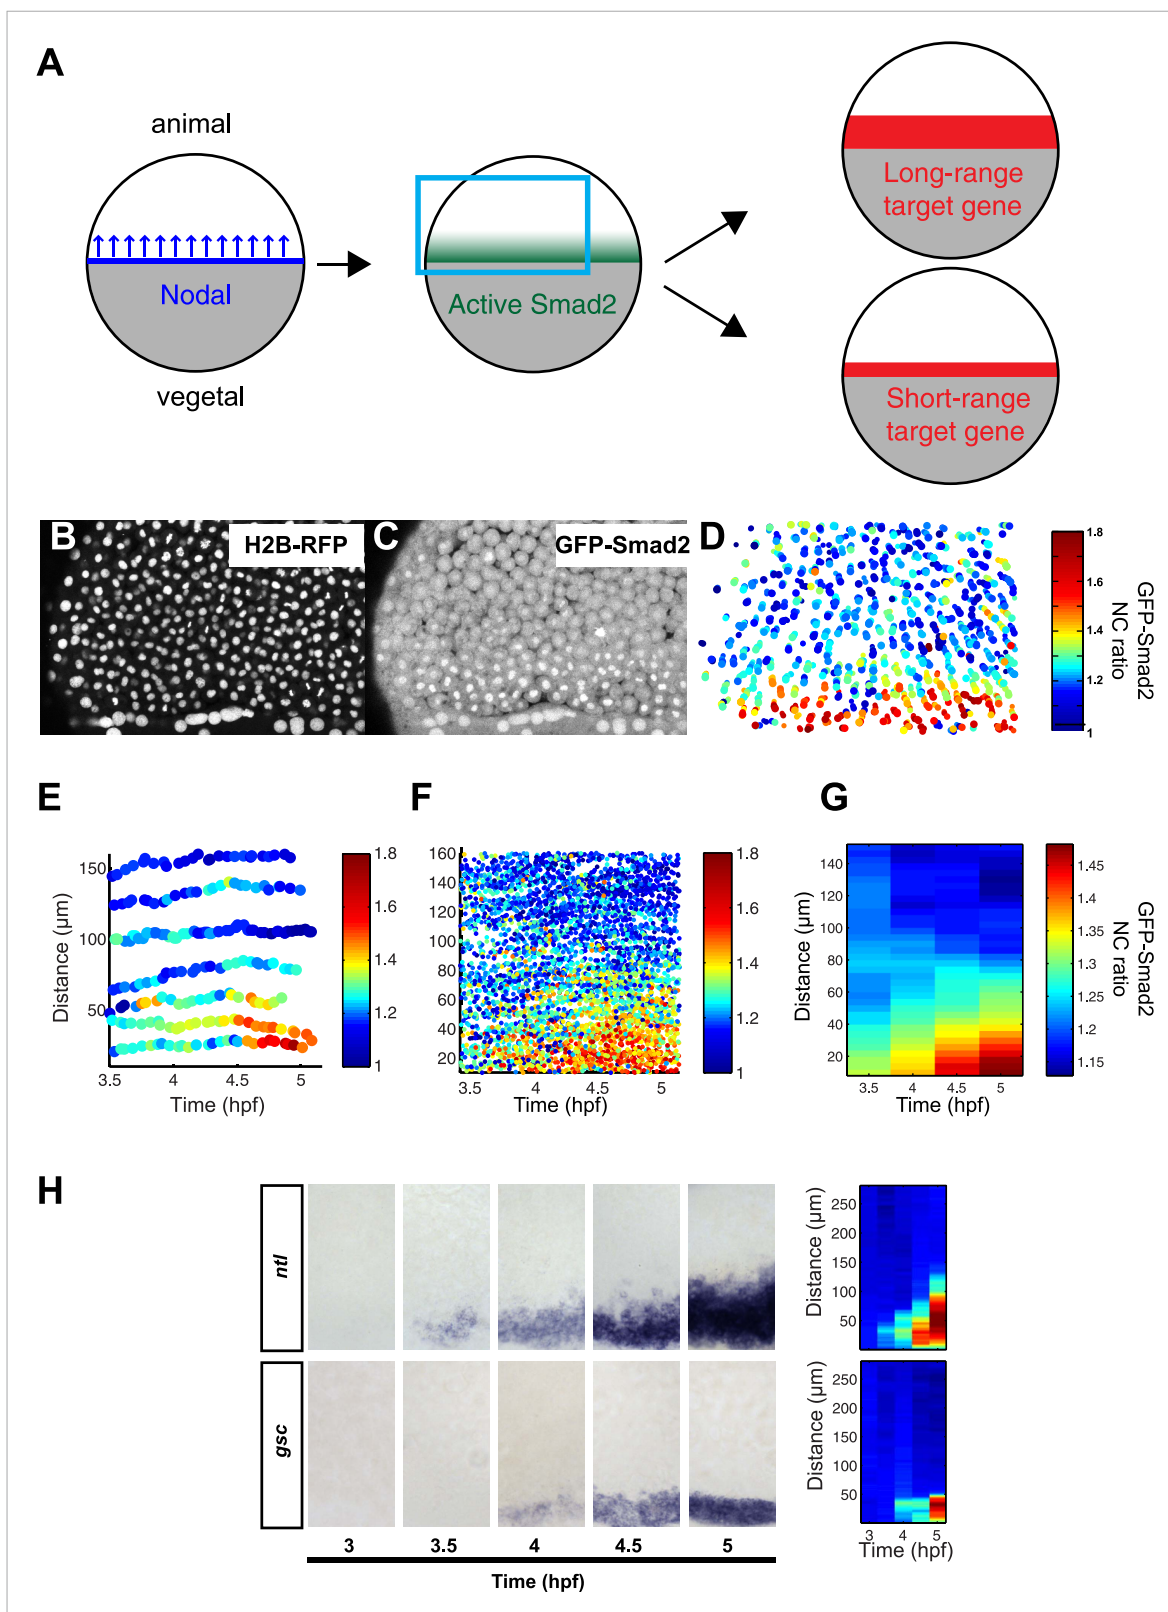 A
animal
Nodal
vegetal
Active Smad2
Long-range
target gene
Short-range
target gene
B
H2B-RFP
C
GFP-Smad2
D
1.8
1.6
1.4
1.2
1
GFP-Smad2
NC ratio
E
Distance (µm)
150
100
50
3.5
4
4.5
5
Time (hpf)
1.8
1.6
1.4
1.2
1
F
160
140
120
100
80
60
40
20
3.5
4
4.5
5
Time (hpf)
1.8
1.6
1.4
1.2
1
G
Distance (µm)
140
120
100
80
60
40
20
3.5
4
4.5
5
Time (hpf)
1.45
1.4
1.35
1.3
1.25
1.2
1.15
GFP-Smad2
NC ratio
H
ntl
gsc
3
3.5
4
4.5
5
Time (hpf)
Distance (µm)
250
200
150
100
50
Distance (µm)
250
200
150
100
50
3
4
5
Time (hpf)